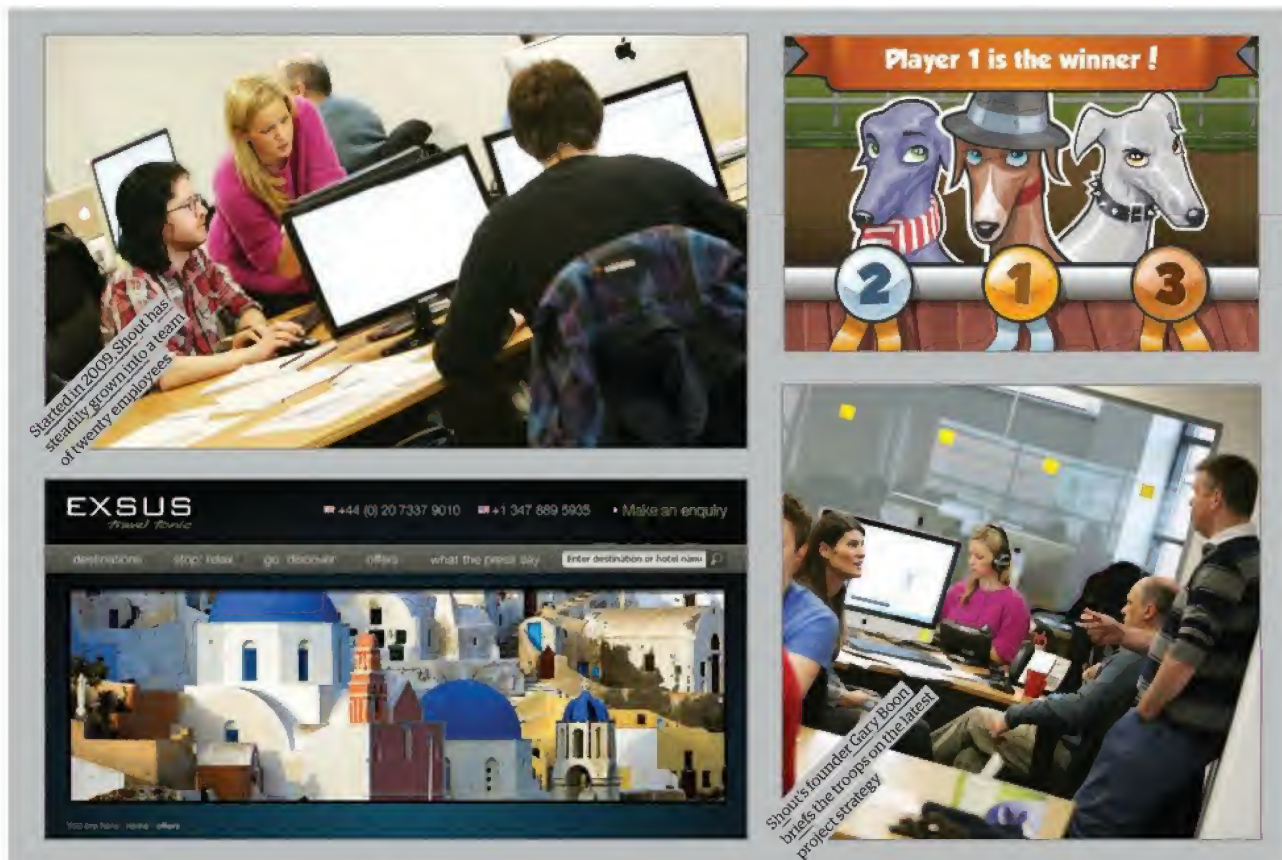 Started in 2009, Shout has
steadily grown into a team
of twenty employees
Player 1 is the winner !
2
1
3
EXSUS
travel tonic
+44 (0) 20 7337 9010 +1 347 889 5935 Make an enquiry
destinations stop: relax go: discover offers what the press say Enter destination or hotel name
You are here: home offers
Shout's founder Gary Boon
briefs the troops on the latest
project strategy